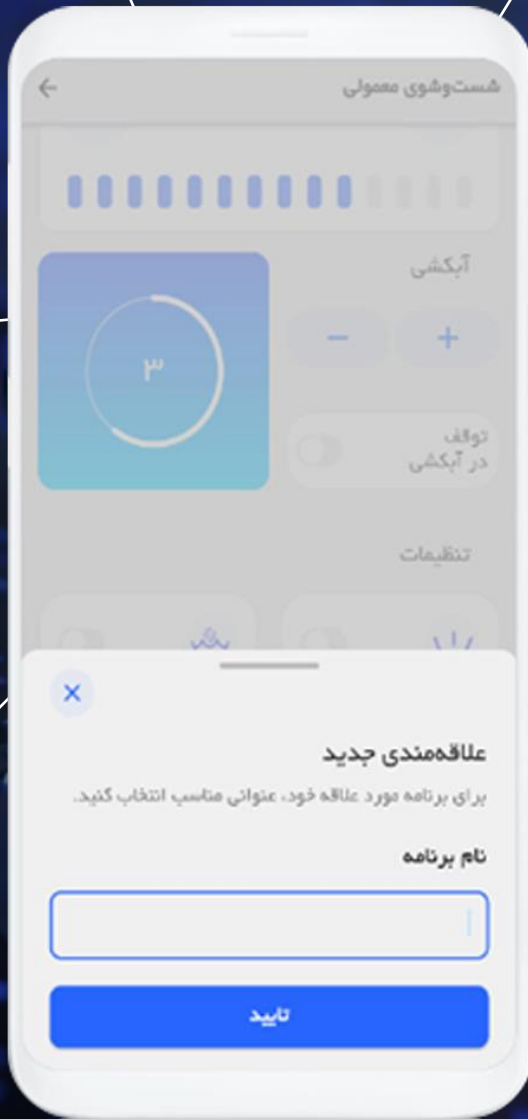 شست‌وشوی معمولی
آبکشی
+
−
۳
توقف
در آبکشی
تنظیمات
علاقه‌مندی جدید
برای برنامه مورد علاقه خود، عنوانی مناسب انتخاب کنید.
نام برنامه
تایید